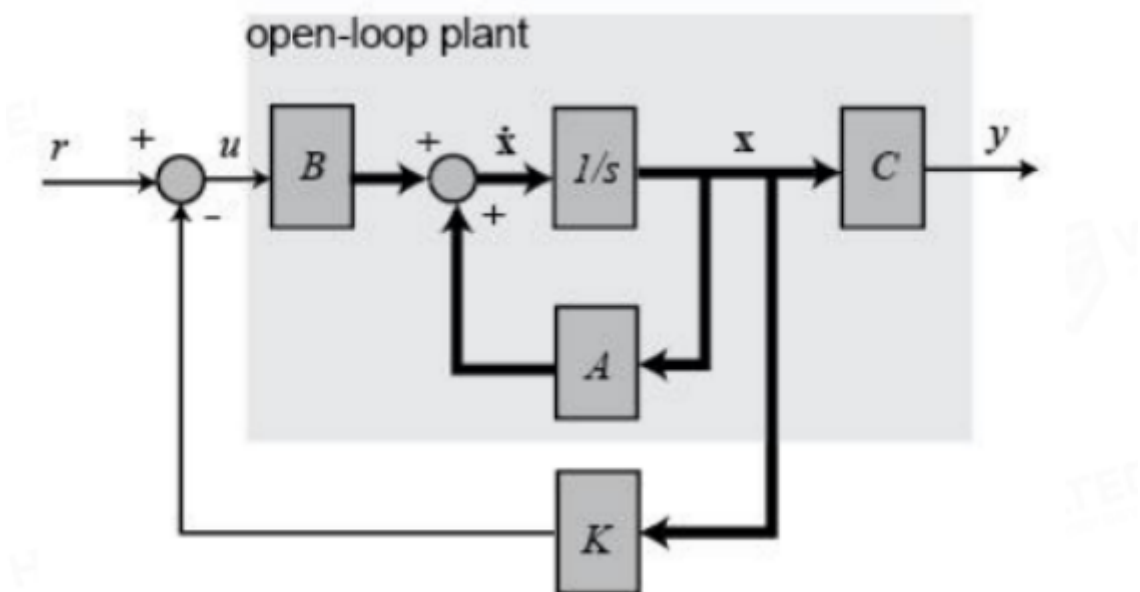 open-loop plant
r + u B + ẋ 1/s x C y
-
+
A
K